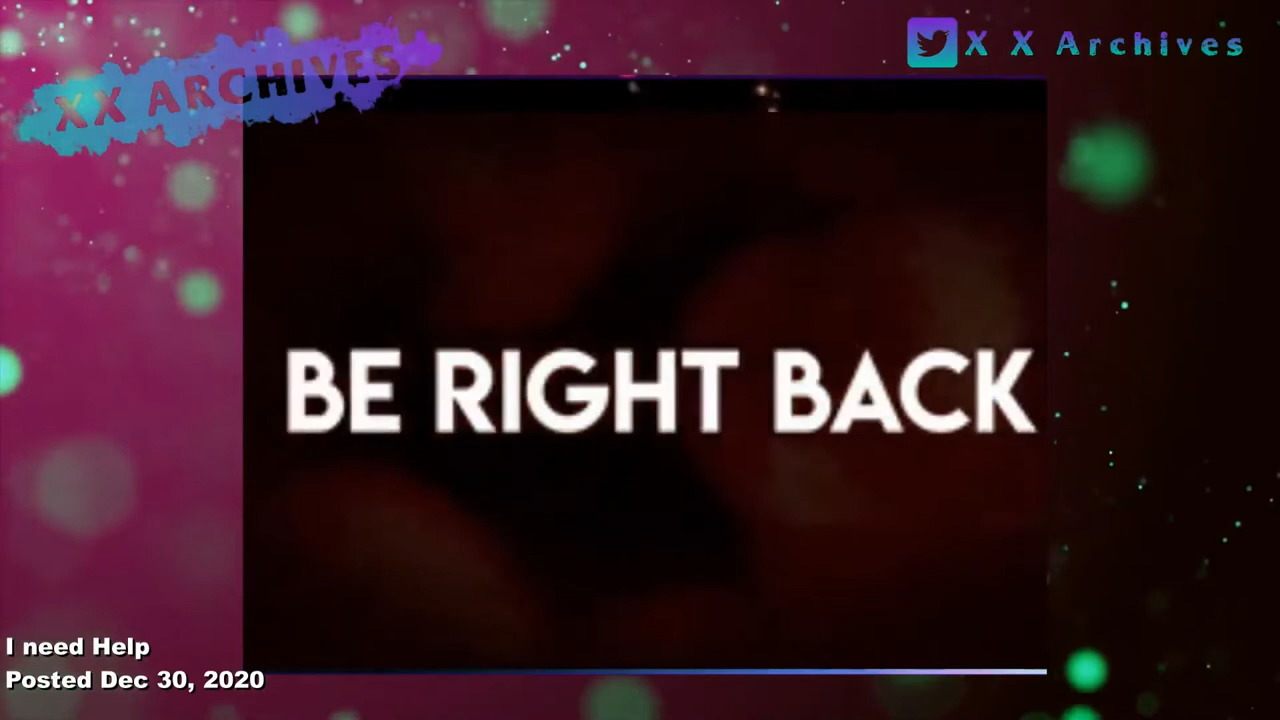 XX ARCHIVES
X X Archives
BE RIGHT BACK
I need Help
Posted Dec 30, 2020